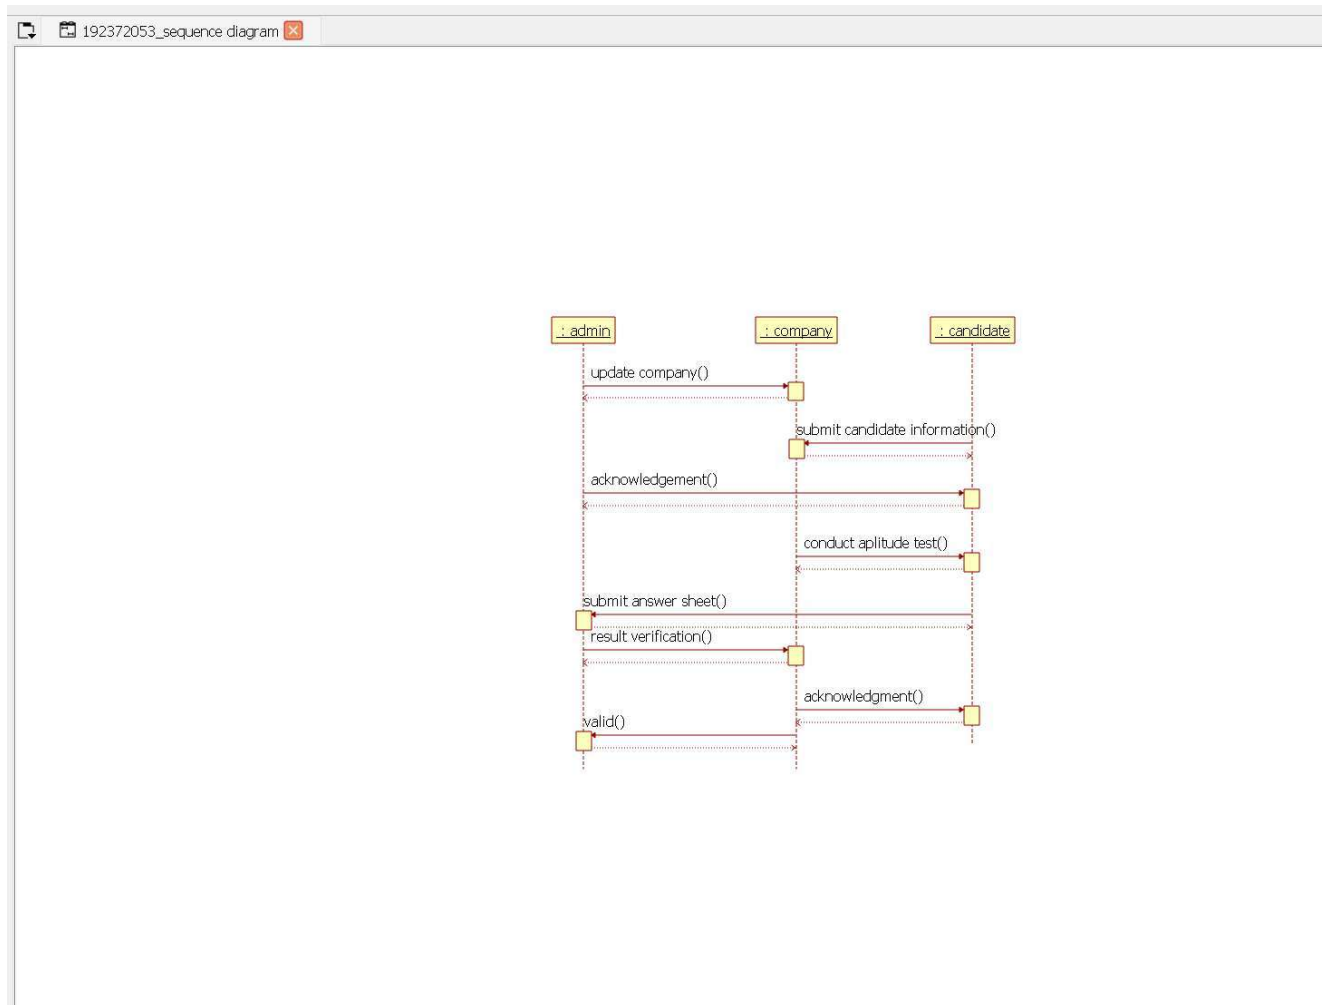 192372053_sequence diagram
: admin
: company
: candidate
update company()
submit candidate information()
acknowledgement()
conduct aplitude test()
submit answer sheet()
result verification()
acknowledgment()
valid()